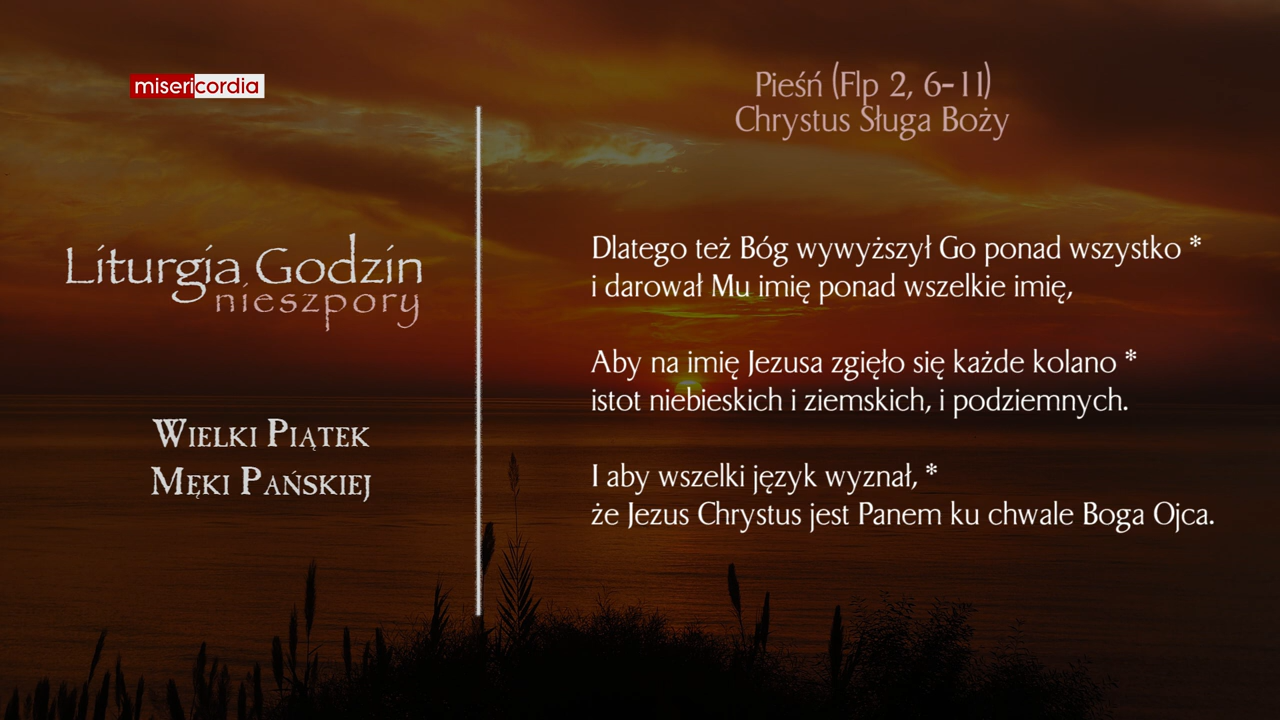 misericordia
Liturgia Godzin
nieszpory
Wielki Piątek
Męki Pańskiej
Pieśń (Flp 2, 6-11)
Chrystus Sługa Boży
Dlatego też Bóg wywyższył Go ponad wszystko *
i darował Mu imię ponad wszelkie imię,
Aby na imię Jezusa zgięło się każde kolano *
istot niebieskich i ziemskich, i podziemnych.
I aby wszelki język wyznał, *
że Jezus Chrystus jest Panem ku chwale Boga Ojca.